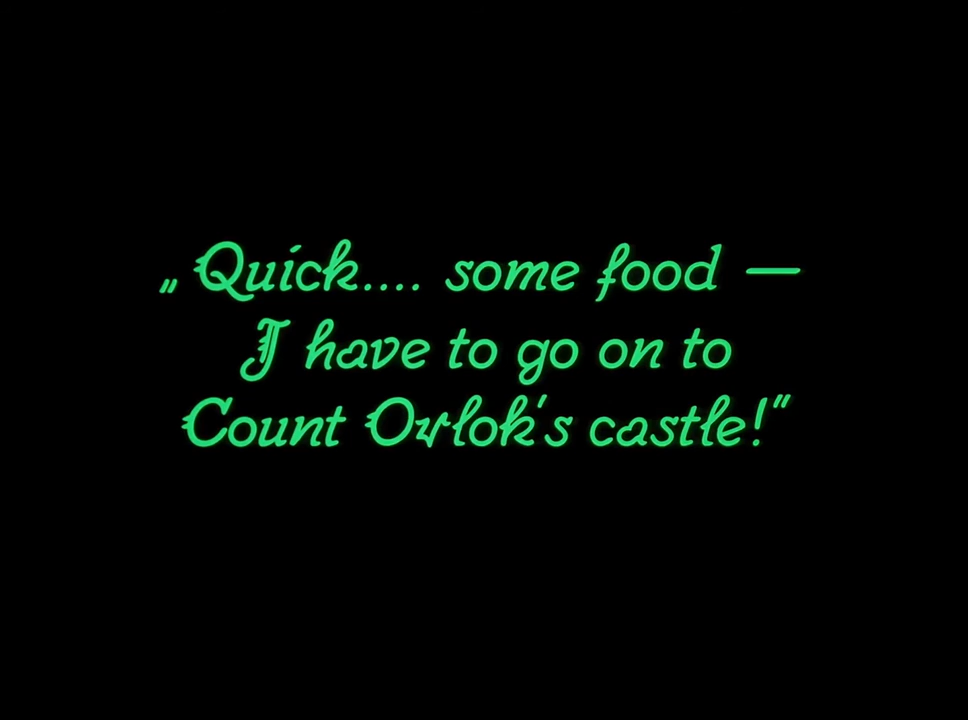 „Quick.... some food —
I have to go on to
Count Orlok's castle!"